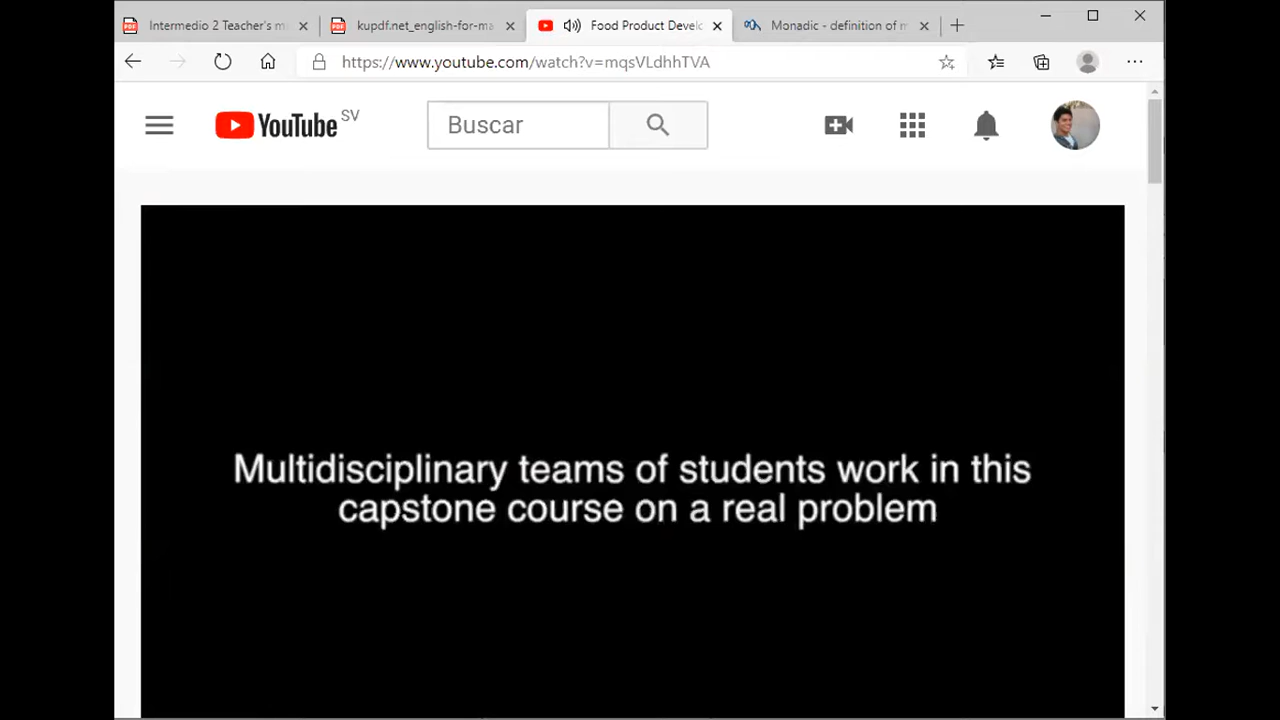 Intermedio 2 Teacher's m
kupdf.net_english-for-ma
Food Product Develo
Monadic - definition of m
https://www.youtube.com/watch?v=mqsVLdhhTVA
YouTube SV
Buscar
Multidisciplinary teams of students work in this
capstone course on a real problem